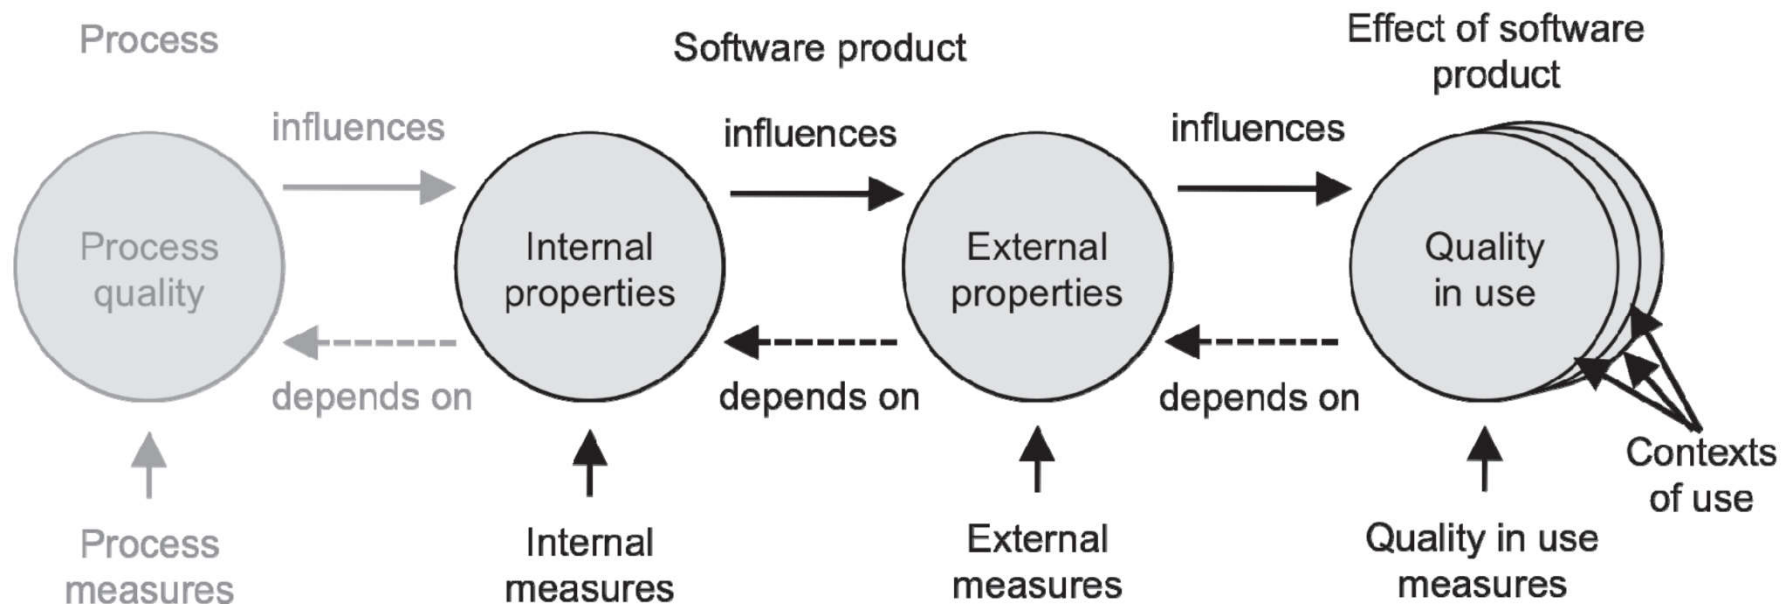 Process
Software product
Effect of software
product
influences
influences
influences
Process
quality
Internal
properties
External
properties
Quality
in use
depends on
depends on
depends on
Contexts
of use
Process
measures
Internal
measures
External
measures
Quality in use
measures